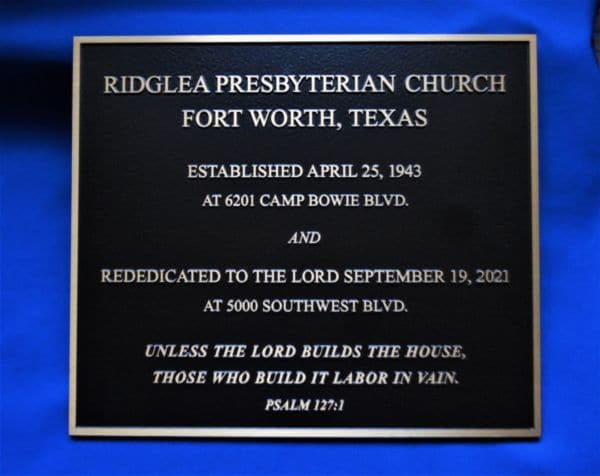 RIDGLEA PRESBYTERIAN CHURCH
FORT WORTH, TEXAS
ESTABLISHED APRIL 25, 1943
AT 6201 CAMP BOWIE BLVD.
AND
REDEDICATED TO THE LORD SEPTEMBER 19, 2021
AT 5000 SOUTHWEST BLVD.
UNLESS THE LORD BUILDS THE HOUSE,
THOSE WHO BUILD IT LABOR IN VAIN.
PSALM 127:1